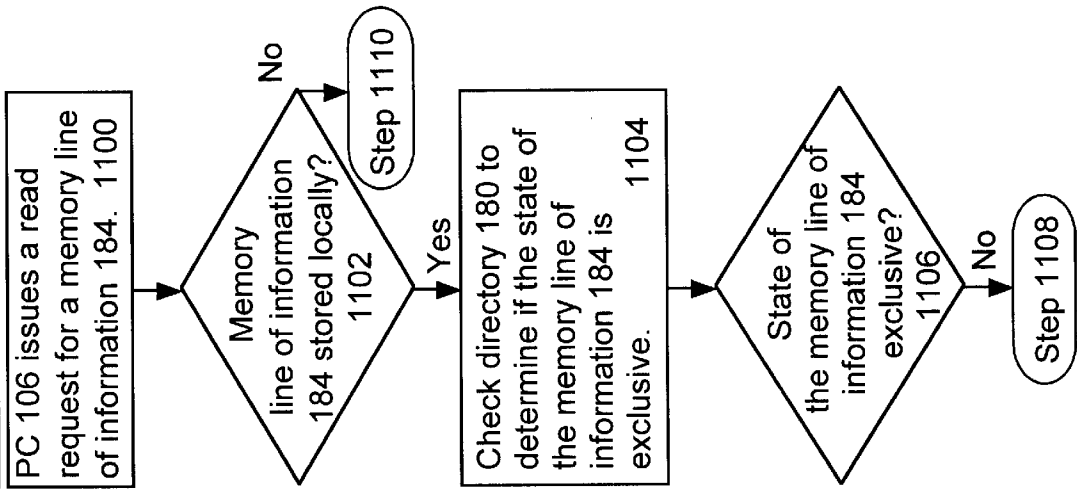 PC 106 issues a read
request for a memory line
of information 184. 1100
Memory
line of information
184 stored locally?
1102
No
Step 1110
Yes
Check directory 180 to
determine if the state of
the memory line of
information 184 is
exclusive. 1104
State of
the memory line of
information 184
exclusive?
1106
No
Step 1108